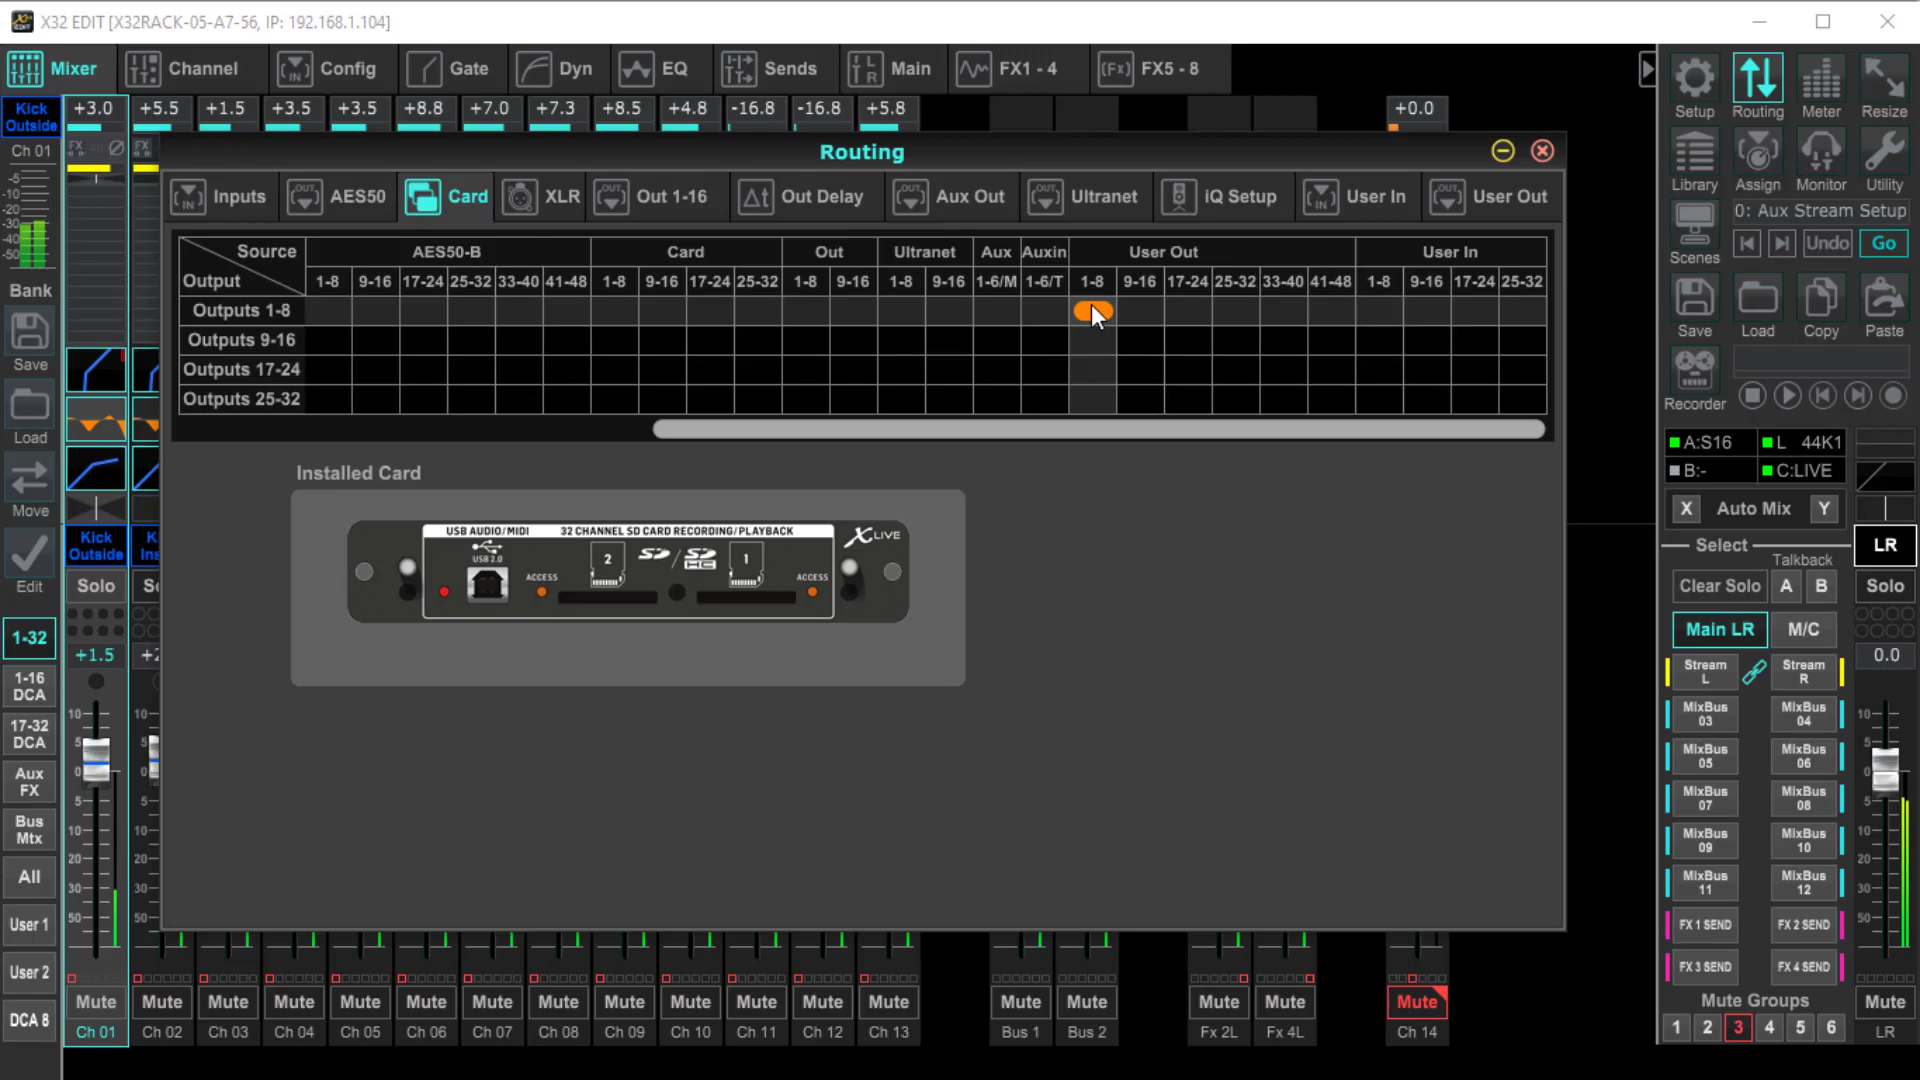 X32 EDIT [X32RACK-05-A7-56, IP: 192.168.1.104]
Mixer Channel Config Gate Dyn EQ Sends Main FX1 - 4 FX5 - 8
Kick Outside +3.0 +5.5 +1.5 +3.5 +3.5 +8.8 +7.0 +7.3 +8.5 +4.8 -16.8 -16.8 +5.8 +0.0
Setup Routing Meter Resize
Ch 01
Routing
Library Assign Monitor Utility
Inputs AES50 Card XLR Out 1-16 Out Delay Aux Out Ultranet iQ Setup User In User Out
0: Aux Stream Setup
Undo Go
Scenes
Source AES50-B Card Out Ultranet Aux Auxin User Out User In
Output 1-8 9-16 17-24 25-32 33-40 41-48 1-8 9-16 17-24 25-32 1-8 9-16 1-8 9-16 1-6/M 1-6/T 1-8 9-16 17-24 25-32 33-40 41-48 1-8 9-16 17-24 25-32
Outputs 1-8
Outputs 9-16
Outputs 17-24
Outputs 25-32
Bank
Save
Load
Move
Edit
Save Load Copy Paste
Recorder
A:S16 L 44K1
B:- C:LIVE
X Auto Mix Y
Installed Card
USB AUDIO/MIDI 32 CHANNEL SD CARD RECORDING/PLAYBACK
X LIVE
USB 2.0 ACCESS 2 1 ACCESS
Kick Outside
Select
Talkback
LR
Clear Solo A B Solo
Solo
1-32
+1.5
Main LR M/C
0.0
1-16 DCA
17-32 DCA
Aux FX
Bus Mtx
All
User 1
User 2
DCA 8
Stream L Stream R
MixBus 03 MixBus 04
MixBus 05 MixBus 06
MixBus 07 MixBus 08
MixBus 09 MixBus 10
MixBus 11 MixBus 12
FX 1 SEND FX 2 SEND
FX 3 SEND FX 4 SEND
Mute Groups
1 2 3 4 5 6
Mute Mute Mute Mute Mute Mute Mute Mute Mute Mute Mute Mute Mute Mute Mute Mute Mute Mute Mute
Ch 01 Ch 02 Ch 03 Ch 04 Ch 05 Ch 06 Ch 07 Ch 08 Ch 09 Ch 10 Ch 11 Ch 12 Ch 13 Bus 1 Bus 2 Fx 2L Fx 4L Ch 14 LR